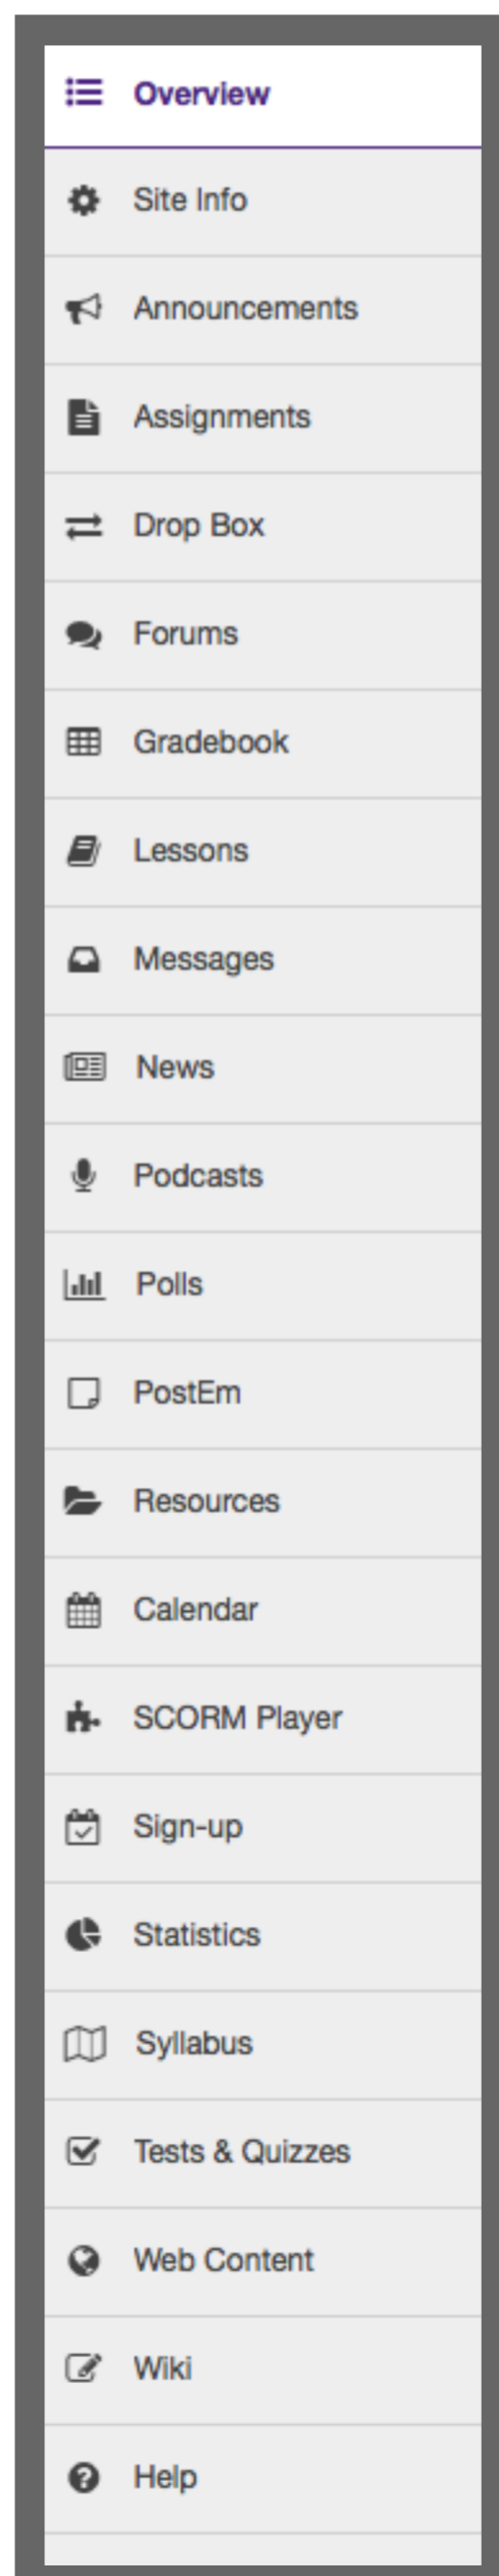 Overview
Site Info
Announcements
Assignments
Drop Box
Forums
Gradebook
Lessons
Messages
News
Podcasts
Polls
PostEm
Resources
Calendar
SCORM Player
Sign-up
Statistics
Syllabus
Tests & Quizzes
Web Content
Wiki
Help